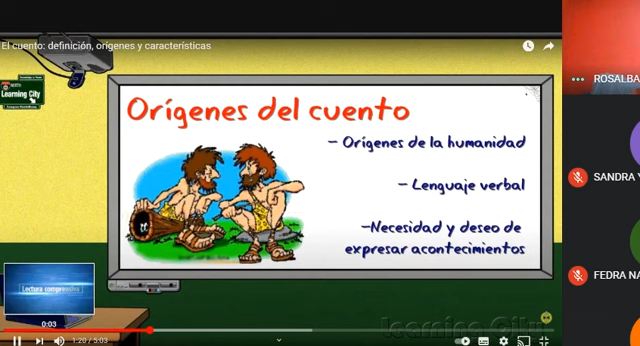 El cuento: definición, orígenes y características
ROSALBA
Learning City
Orígenes del cuento
- Orígenes de la humanidad
- Lenguaje verbal
-Necesidad y deseo de
expresar acontecimientos
SANDRA Y
FEDRA NA
Lectura comprensiva
0:03
1:20 / 5:03
Learning City